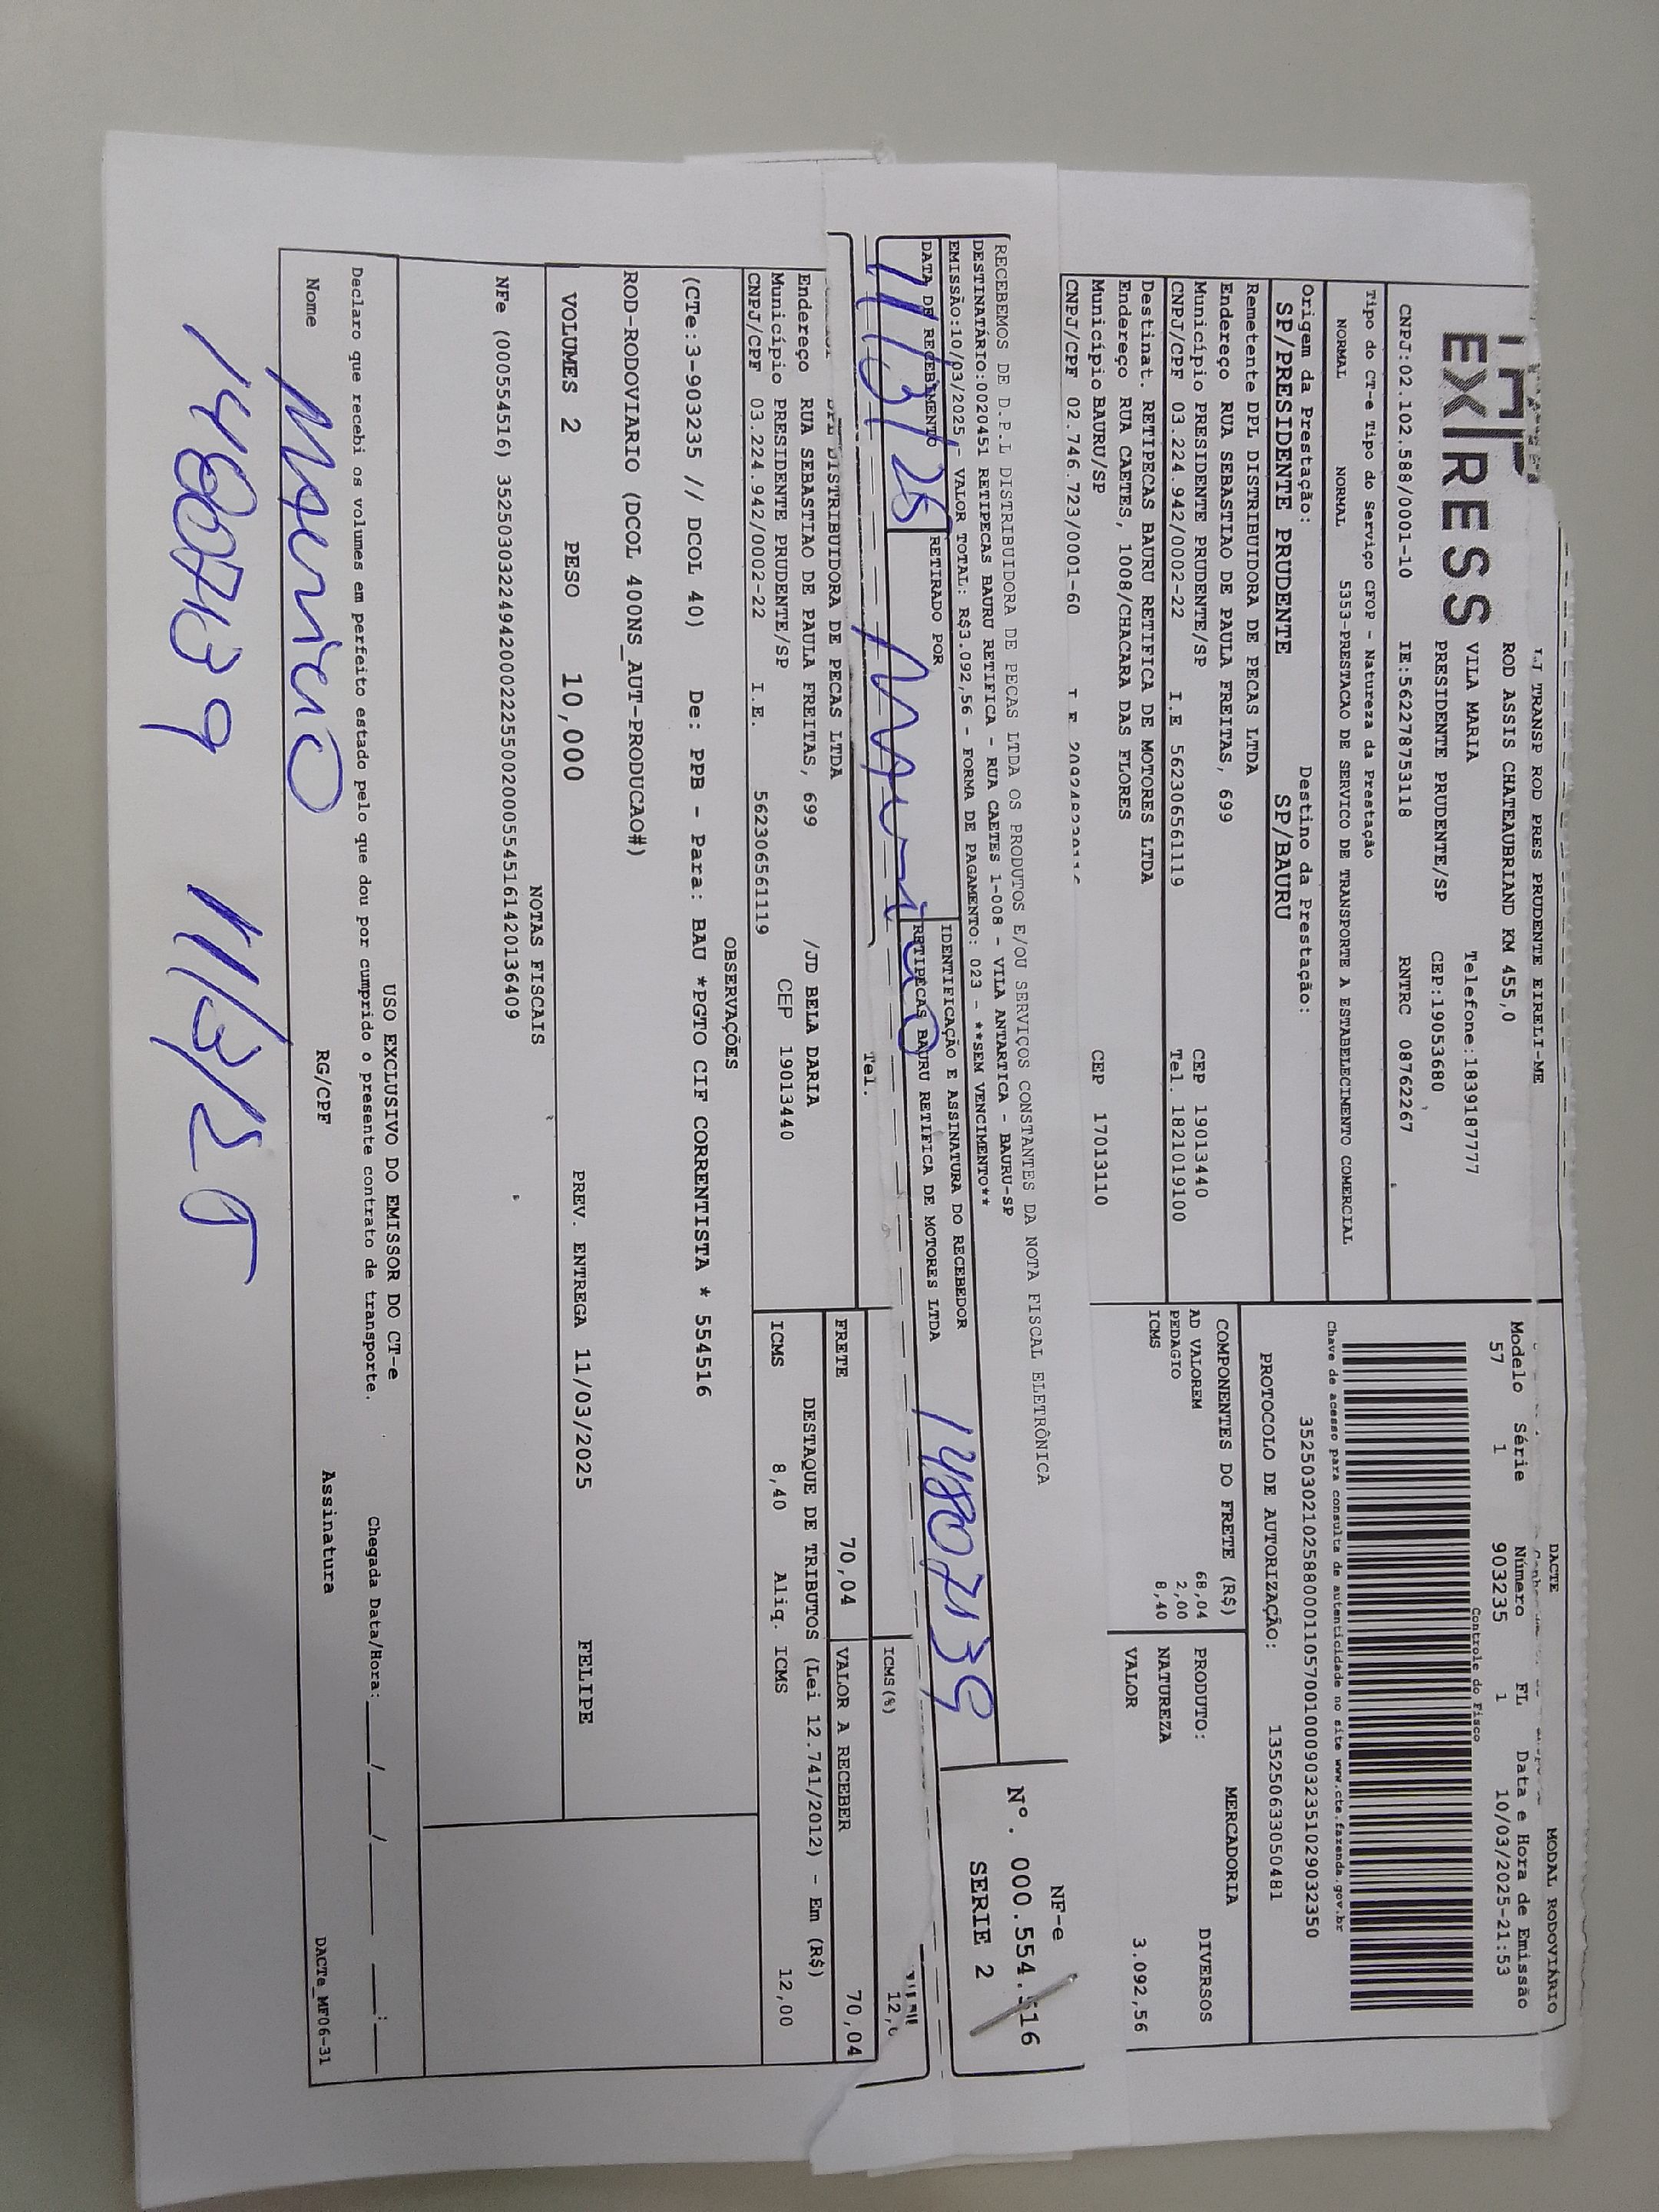 EXPRESS
TRANSP ROD PRES PRUDENTE EIRELI-ME
ROD ASSIS CHATEAUBRIAND KM 455,0
VILA MARIA Telefone:1839187777
PRESIDENTE PRUDENTE/SP CEP:19053680
CNPJ:02.102.588/0001-10 IE:562278753118 RNTRC 08762267
Tipo do CT-e Tipo do Serviço CFOP - Natureza da Prestação
NORMAL NORMAL 5353-PRESTACAO DE SERVICO DE TRANSPORTE A ESTABELECIMENTO COMERCIAL
Origem da Prestação: Destino da Prestação:
SP/PRESIDENTE PRUDENTE SP/BAURU
Remetente DPL DISTRIBUIDORA DE PECAS LTDA
Endereço RUA SEBASTIAO DE PAULA FREITAS, 699 CEP 19013440
Município PRESIDENTE PRUDENTE/SP Tel. 1821019100
CNPJ/CPF 03.224.942/0002-22 I.E 562306561119
Destinat. RETIPECAS BAURU RETIFICA DE MOTORES LTDA
Endereço RUA CAETES, 1008/CHACARA DAS FLORES
Município BAURU/SP CEP 17013110
CNPJ/CPF 02.746.723/0001-60
DACTE MODAL RODOVIÁRIO
Modelo Série Número FL Data e Hora de Emissão
57 1 903235 1 10/03/2025-21:53
Controle do Fisco
Chave de acesso para consulta de autenticidade no site www.cte.fazenda.gov.br
35250302102588000110570010009032351029032350
PROTOCOLO DE AUTORIZAÇÃO: 135250633050481
COMPONENTES DO FRETE (R$) MERCADORIA
AD VALOREM 68,04 PRODUTO: DIVERSOS
PEDAGIO 2,00 NATUREZA
ICMS 8,40 VALOR 3.092,56
RECEBEMOS DE D.P.L DISTRIBUIDORA DE PECAS LTDA OS PRODUTOS E/OU SERVIÇOS CONSTANTES DA NOTA FISCAL ELETRÔNICA
DESTINATÁRIO:0020451 RETIPECAS BAURU RETIFICA - RUA CAETES 1-008 - VILA ANTARTICA - BAURU-SP
EMISSÃO:10/03/2025 - VALOR TOTAL: R$3.092,56 - FORMA DE PAGAMENTO: 023 - **SEM VENCIMENTO**
DATA DE RECEBIMENTO RETIRADO POR IDENTIFICAÇÃO E ASSINATURA DO RECEBEDOR
RETIPECAS BAURU RETIFICA DE MOTORES LTDA
11/3/25 Mauricio 14807139
NF-e
Nº. 000.554.516
SERIE 2
Tel.
ICMS(%)
DISTRIBUIDORA DE PECAS LTDA
Endereço RUA SEBASTIAO DE PAULA FREITAS, 699 /JD BELA DARIA
Município PRESIDENTE PRUDENTE/SP CEP 19013440
CNPJ/CPF 03.224.942/0002-22 I.E. 562306561119
FRETE 70,04 VALOR A RECEBER 70,04
DESTAQUE DE TRIBUTOS (Lei 12.741/2012) - Em (R$)
ICMS 8,40 Aliq. ICMS 12,00
OBSERVAÇÕES
(CTe:3-903235 // DCOL 40) De: PPB - Para: BAU *PGTO CIF CORRENTISTA * 554516
ROD-RODOVIARIO (DCOL 400NS_AUT-PRODUCAO#)
VOLUMES 2 PESO 10,000 PREV. ENTREGA 11/03/2025 FELIPE
NOTAS FISCAIS
NFe (000554516) 35250303224942000222550020005545161420136409
USO EXCLUSIVO DO EMISSOR DO CT-e
Declaro que recebi os volumes em perfeito estado pelo que dou por cumprido o presente contrato de transporte. Chegada Data/Hora:___/___/_____ ___:___
Nome RG/CPF Assinatura DACTe_MF06-31
Mauricio
14807139 11/3/25